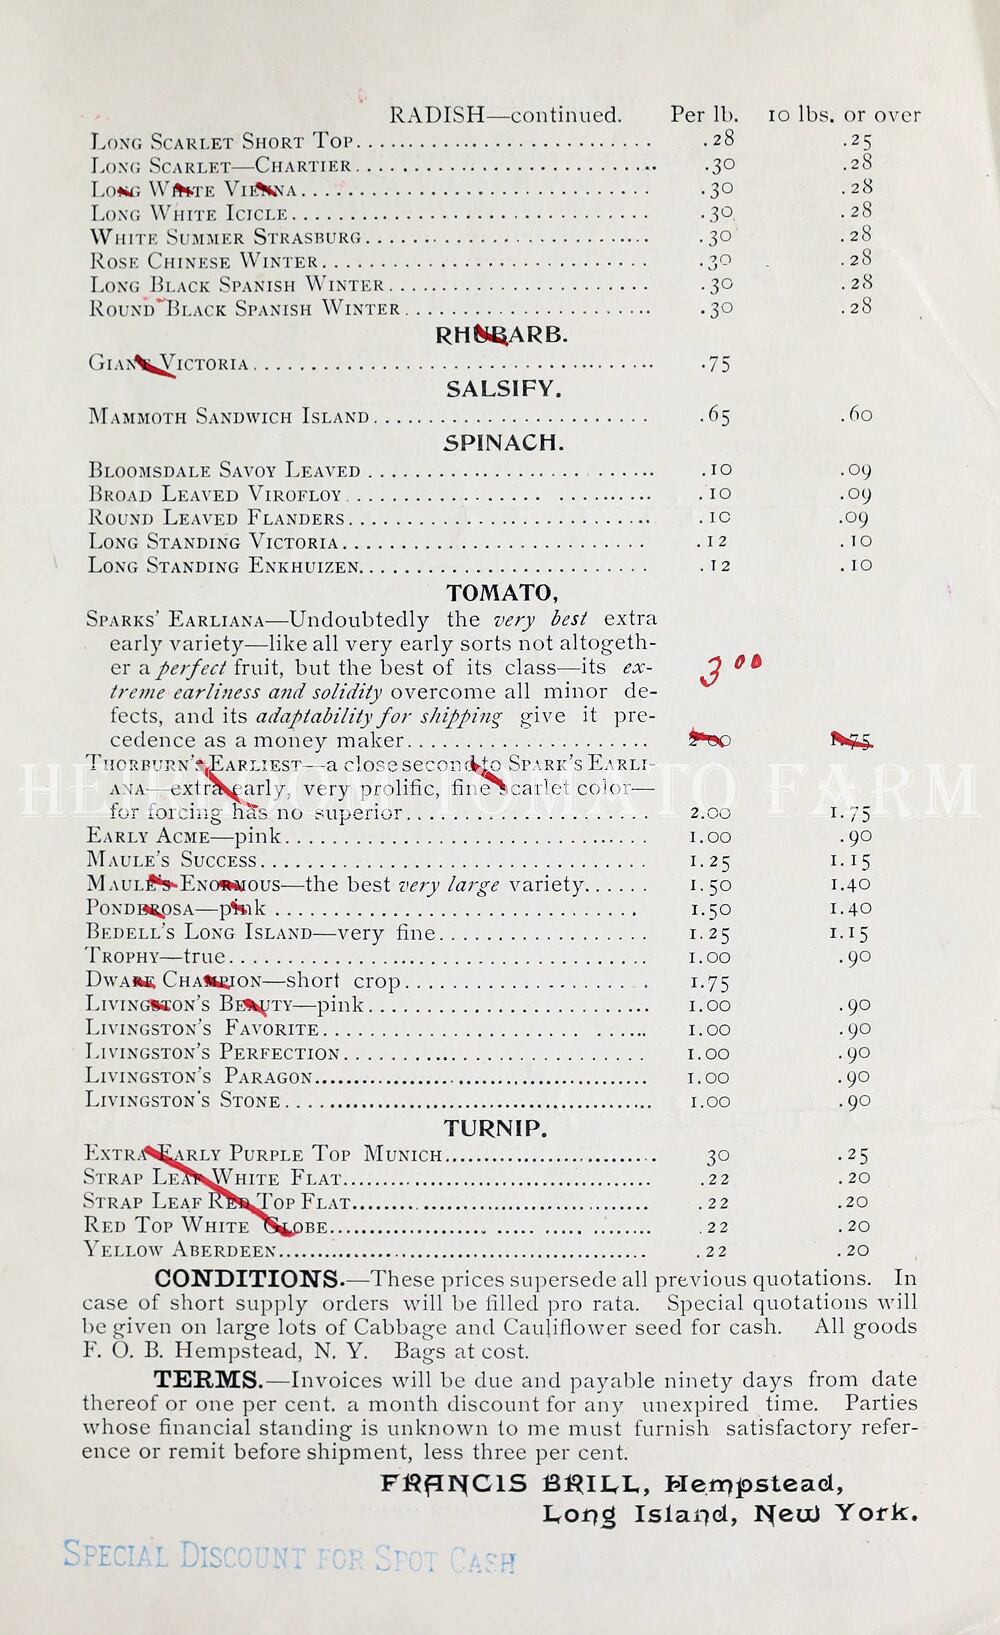 RADISH—continued. Per lb. 10 lbs. or over
LONG SCARLET SHORT TOP .28 .25
LONG SCARLET—CHARTIER .30 .28
LONG WHITE VIENNA .30 .28
LONG WHITE ICICLE .30 .28
WHITE SUMMER STRASBURG .30 .28
ROSE CHINESE WINTER .30 .28
LONG BLACK SPANISH WINTER .30 .28
ROUND BLACK SPANISH WINTER .30 .28
RHUBARB.
GIANT VICTORIA .75
SALSIFY.
MAMMOTH SANDWICH ISLAND .65 .60
SPINACH.
BLOOMSDALE SAVOY LEAVED .10 .09
BROAD LEAVED VIROFLOY .10 .09
ROUND LEAVED FLANDERS .10 .09
LONG STANDING VICTORIA .12 .10
LONG STANDING ENKHUIZEN .12 .10
TOMATO,
SPARKS' EARLIANA—Undoubtedly the very best extra
early variety—like all very early sorts not altogeth-
er a perfect fruit, but the best of its class—its ex- 3 00
treme earliness and solidity overcome all minor de-
fects, and its adaptability for shipping give it pre-
cedence as a money maker 2 00 1.75
THORBURN'S EARLIEST—a close second to SPARK'S EARLI-
HEIRLOOM TOMATO FARM
ANA—extra early, very prolific, fine scarlet color—
for forcing has no superior 2.00 1.75
EARLY ACME—pink 1.00 .90
MAULE'S SUCCESS 1.25 1.15
MAULE'S ENORMOUS—the best very large variety 1.50 1.40
PONDEROSA—pink 1.50 1.40
BEDELL'S LONG ISLAND—very fine 1.25 1.15
TROPHY—true 1.00 .90
DWARF CHAMPION—short crop 1.75
LIVINGSTON'S BEAUTY—pink 1.00 .90
LIVINGSTON'S FAVORITE 1.00 .90
LIVINGSTON'S PERFECTION 1.00 .90
LIVINGSTON'S PARAGON 1.00 .90
LIVINGSTON'S STONE 1.00 .90
TURNIP.
EXTRA EARLY PURPLE TOP MUNICH 30 .25
STRAP LEAF WHITE FLAT .22 .20
STRAP LEAF RED TOP FLAT .22 .20
RED TOP WHITE GLOBE .22 .20
YELLOW ABERDEEN .22 .20
CONDITIONS.—These prices supersede all previous quotations. In
case of short supply orders will be filled pro rata. Special quotations will
be given on large lots of Cabbage and Cauliflower seed for cash. All goods
F. O. B. Hempstead, N. Y. Bags at cost.
TERMS.—Invoices will be due and payable ninety days from date
thereof or one per cent. a month discount for any unexpired time. Parties
whose financial standing is unknown to me must furnish satisfactory refer-
ence or remit before shipment, less three per cent.
FRANCIS BRILL, Hempstead,
Long Island, New York.
SPECIAL DISCOUNT FOR SPOT CASH